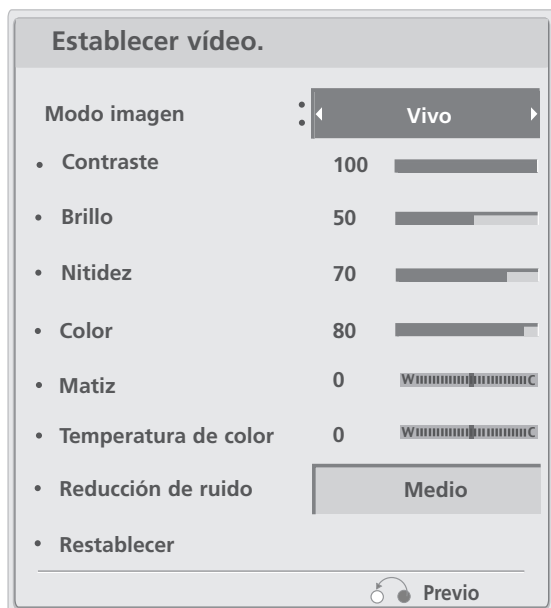 Establecer vídeo.
Modo imagen : Vivo
• Contraste 100
• Brillo 50
• Nitidez 70
• Color 80
• Matiz 0 W C
• Temperatura de color 0 W C
• Reducción de ruido Medio
• Restablecer
Previo